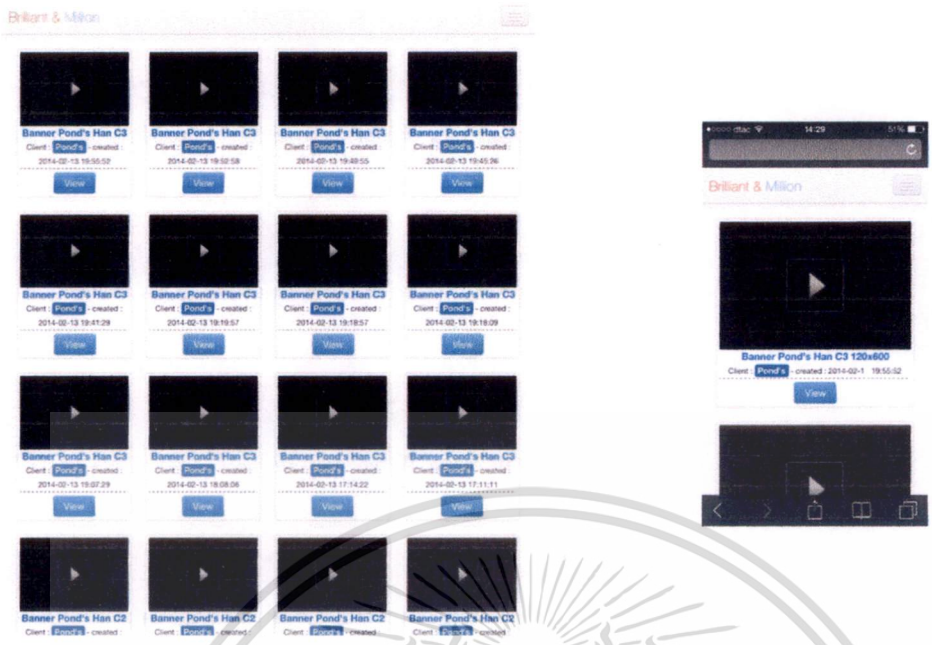 Brilliant & Million
Banner Pond's Han C3 Banner Pond's Han C3 Banner Pond's Han C3 Banner Pond's Han C3
Client : Pond's - created : Client : Pond's - created : Client : Pond's - created : Client : Pond's - created :
2014-02-13 19:55:52 2014-02-13 19:52:58 2014-02-13 19:49:55 2014-02-13 19:45:36
View View View View
Banner Pond's Han C3 Banner Pond's Han C3 Banner Pond's Han C3 Banner Pond's Han C3
Client : Pond's - created : Client : Pond's - created : Client : Pond's - created : Client : Pond's - created :
2014-02-13 19:41:29 2014-02-13 19:19:57 2014-02-13 19:18:57 2014-02-13 19:18:09
View View View View
Banner Pond's Han C3 Banner Pond's Han C3 Banner Pond's Han C3 Banner Pond's Han C3
Client : Pond's - created : Client : Pond's - created : Client : Pond's - created : Client : Pond's - created :
2014-02-13 19:07:29 2014-02-13 18:08:06 2014-02-13 17:14:22 2014-02-13 17:11:11
View View View View
Banner Pond's Han C2 Banner Pond's Han C2 Banner Pond's Han C2 Banner Pond's Han C2
Client : Pond's - created : Client : Pond's - created : Client : Pond's - created : Client : Pond's - created :
dtac 14:29 51%
Brilliant & Million
Banner Pond's Han C3 120x600
Client : Pond's - created : 2014-02-1 19:55:52
View